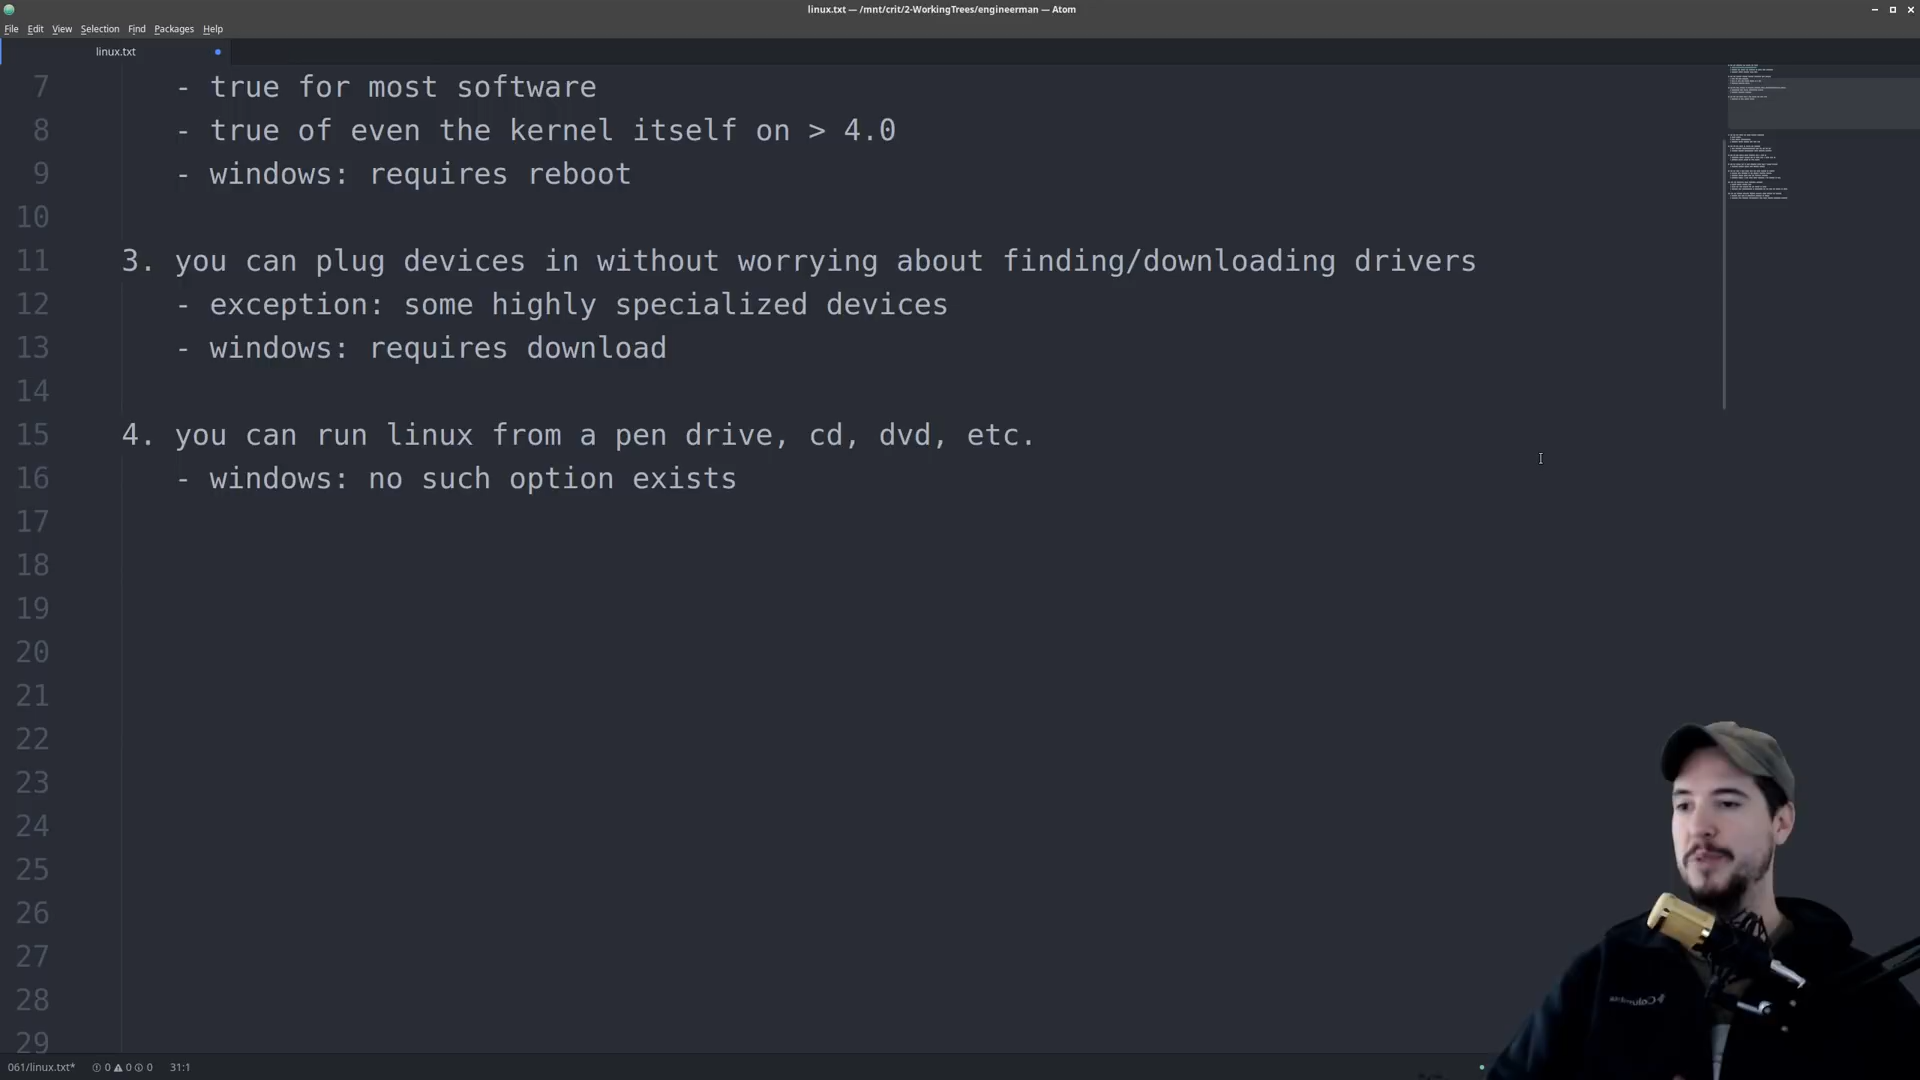 linux.txt — /mnt/crit/2-WorkingTrees/engineerman — Atom
File Edit View Selection Find Packages Help
linux.txt
7 - true for most software
8 - true of even the kernel itself on > 4.0
9 - windows: requires reboot
10
11 3. you can plug devices in without worrying about finding/downloading drivers
12 - exception: some highly specialized devices
13 - windows: requires download
14
15 4. you can run linux from a pen drive, cd, dvd, etc.
16 - windows: no such option exists
17
18
19
20
21
22
23
24
25
26
27
28
29
Columbia
061/linux.txt* 0 0 0 31:1